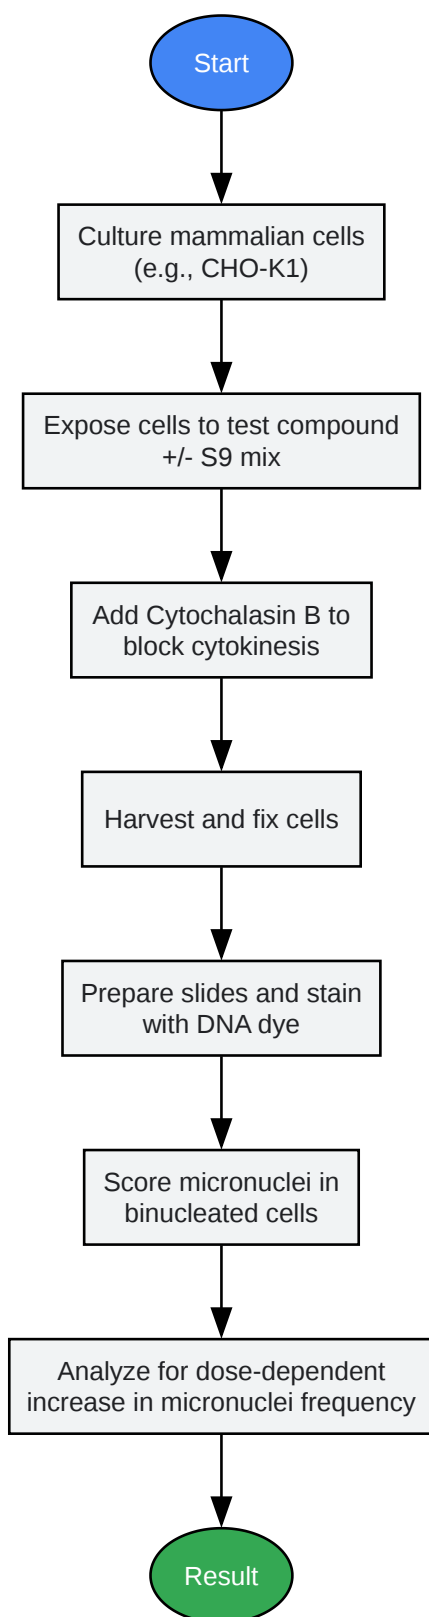 Start
Culture mammalian cells
(e.g., CHO-K1)
Expose cells to test compound
+/- S9 mix
Add Cytochalasin B to
block cytokinesis
Harvest and fix cells
Prepare slides and stain
with DNA dye
Score micronuclei in
binucleated cells
Analyze for dose-dependent
increase in micronuclei frequency
Result